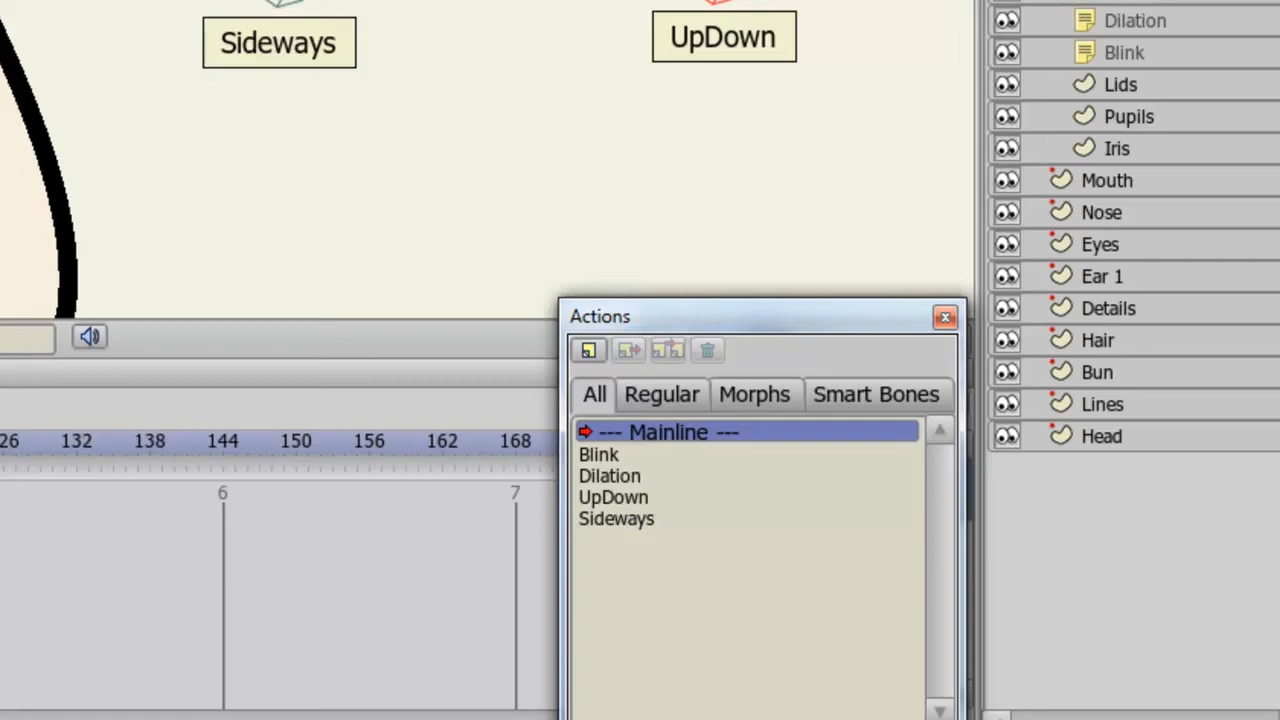 Sideways
UpDown
Dilation
Blink
Lids
Pupils
Iris
Mouth
Nose
Eyes
Ear 1
Details
Hair
Bun
Lines
Head
Actions
All Regular Morphs Smart Bones
--- Mainline ---
Blink
Dilation
UpDown
Sideways
26 132 138 144 150 156 162 168
6 7